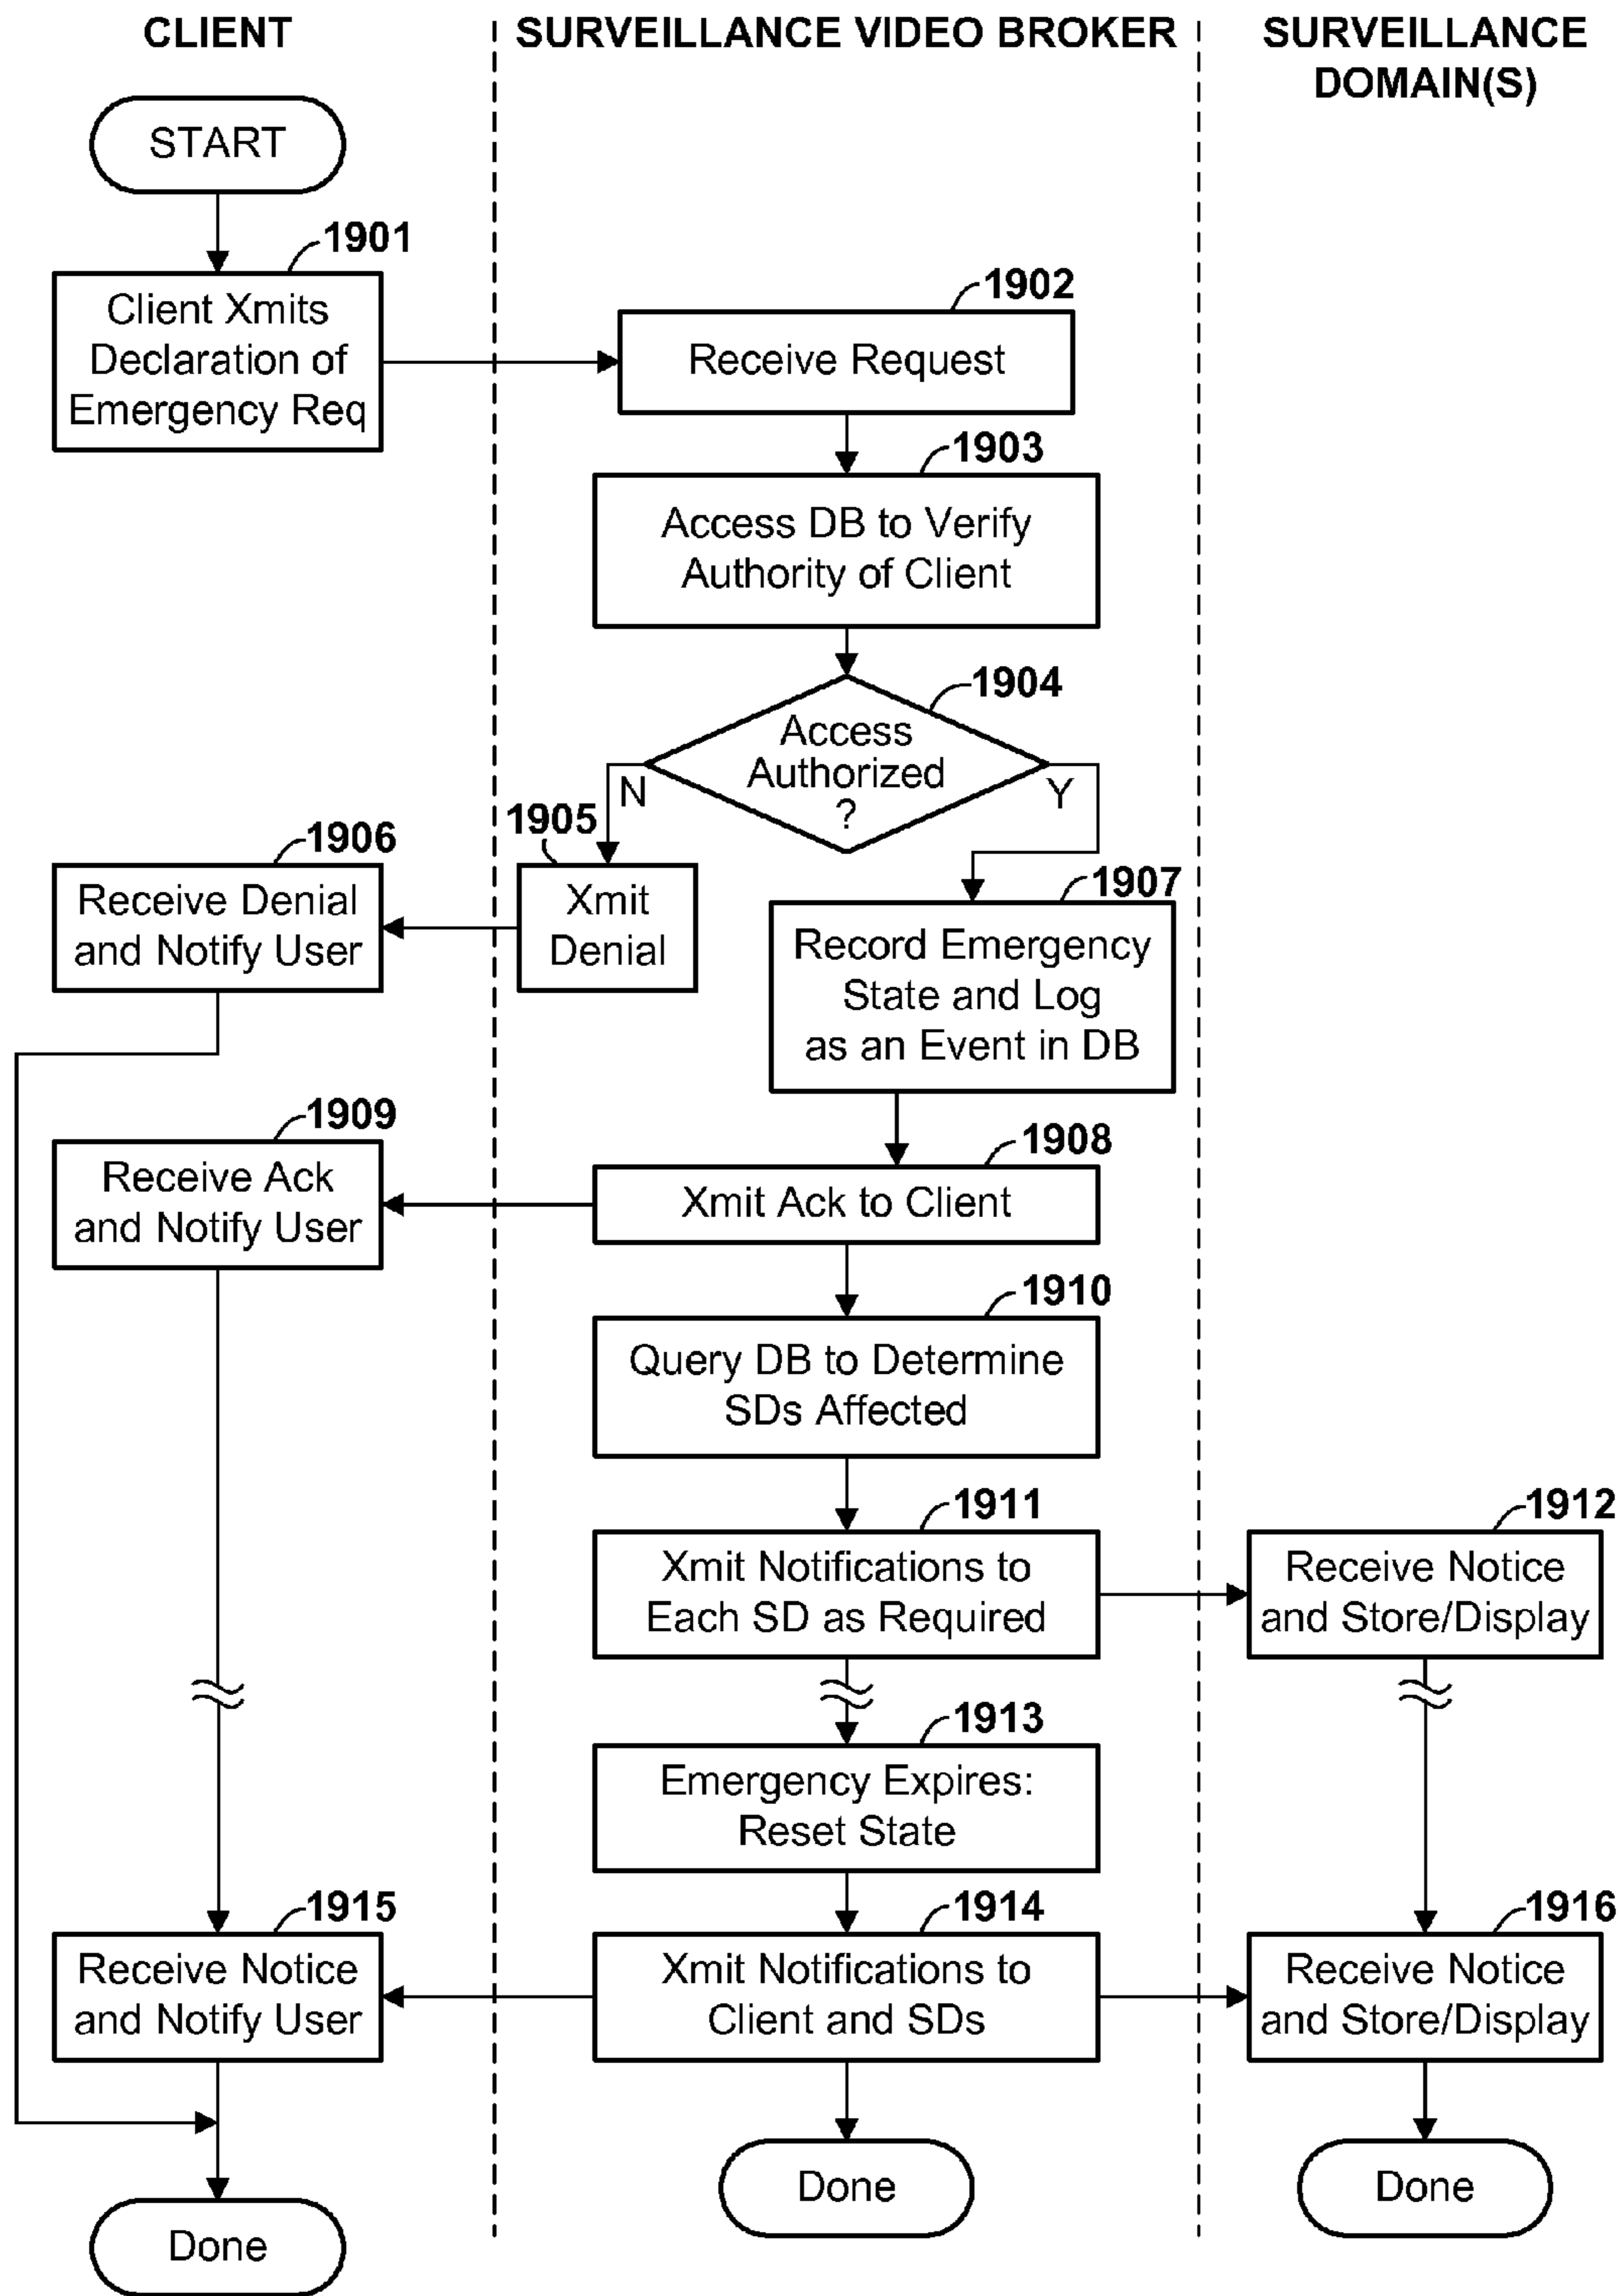 CLIENT
SURVEILLANCE VIDEO BROKER
SURVEILLANCE
DOMAIN(S)
START
1901
Client Xmits
Declaration of
Emergency Req
1902
Receive Request
1903
Access DB to Verify
Authority of Client
1904
Access
Authorized
?
N
Y
1905
Xmit
Denial
1906
Receive Denial
and Notify User
1907
Record Emergency
State and Log
as an Event in DB
1908
Xmit Ack to Client
1909
Receive Ack
and Notify User
1910
Query DB to Determine
SDs Affected
1911
Xmit Notifications to
Each SD as Required
1912
Receive Notice
and Store/Display
1913
Emergency Expires:
Reset State
1914
Xmit Notifications to
Client and SDs
1915
Receive Notice
and Notify User
1916
Receive Notice
and Store/Display
Done
Done
Done